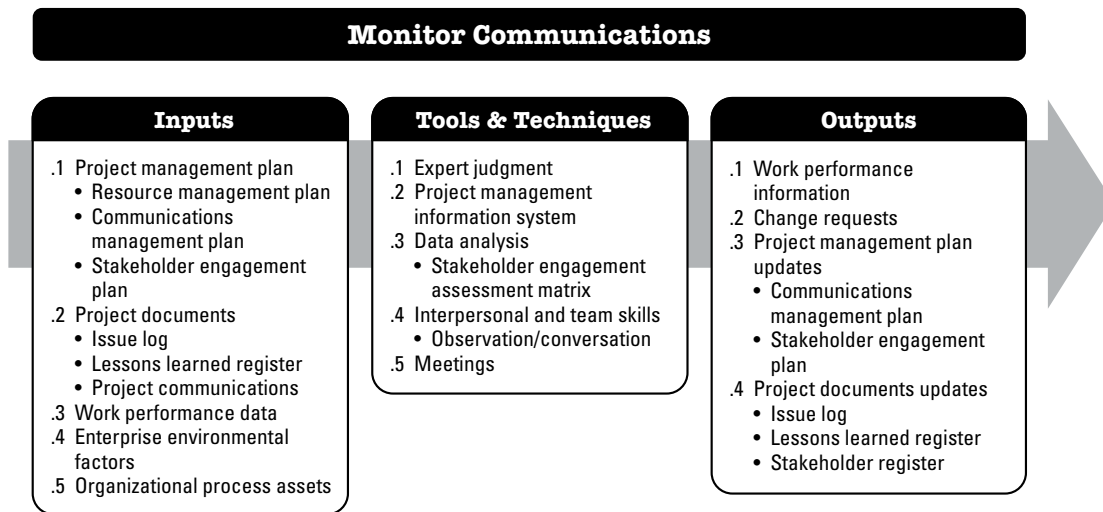 Monitor Communications
Inputs
.1 Project management plan
• Resource management plan
• Communications
management plan
• Stakeholder engagement
plan
.2 Project documents
• Issue log
• Lessons learned register
• Project communications
.3 Work performance data
.4 Enterprise environmental
factors
.5 Organizational process assets
Tools & Techniques
.1 Expert judgment
.2 Project management
information system
.3 Data analysis
• Stakeholder engagement
assessment matrix
.4 Interpersonal and team skills
• Observation/conversation
.5 Meetings
Outputs
.1 Work performance
information
.2 Change requests
.3 Project management plan
updates
• Communications
management plan
• Stakeholder engagement
plan
.4 Project documents updates
• Issue log
• Lessons learned register
• Stakeholder register